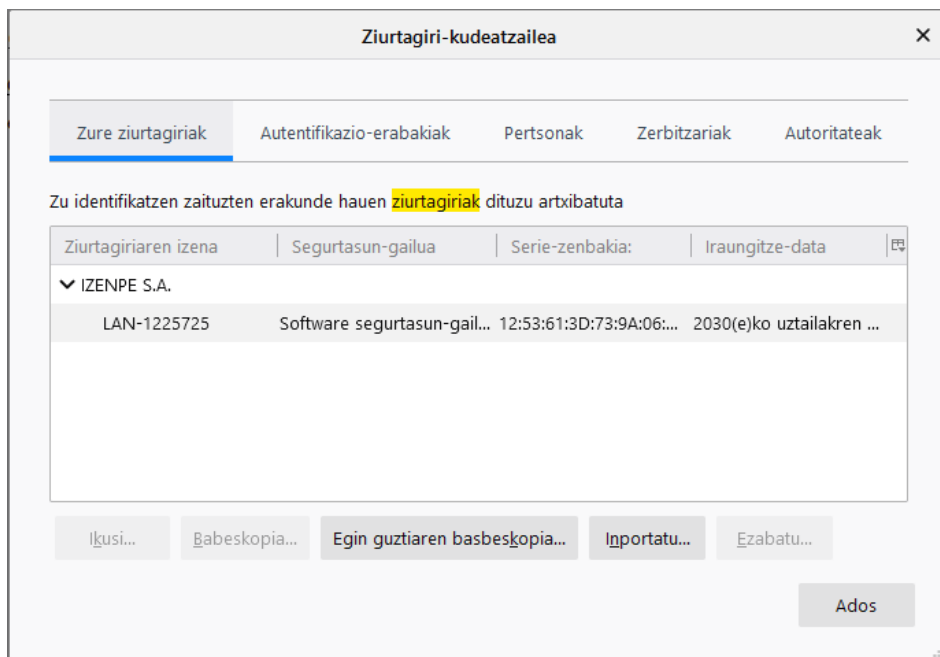 Ziurtagiri-kudeatzailea
Zure ziurtagiriak Autentifikazio-erabakiak Pertsonak Zerbitzariak Autoritateak
Zu identifikatzen zaituzten erakunde hauen ziurtagiriak dituzu artxibatuta
Ziurtagiriaren izena Segurtasun-gailua Serie-zenbakia: Iraungitze-data
IZENPE S.A.
LAN-1225725 Software segurtasun-gail... 12:53:61:3D:73:9A:06:... 2030(e)ko uztailakren ...
Ikusi... Babeskopia... Egin guztiaren basbeskopia... Inportatu... Ezabatu...
Ados